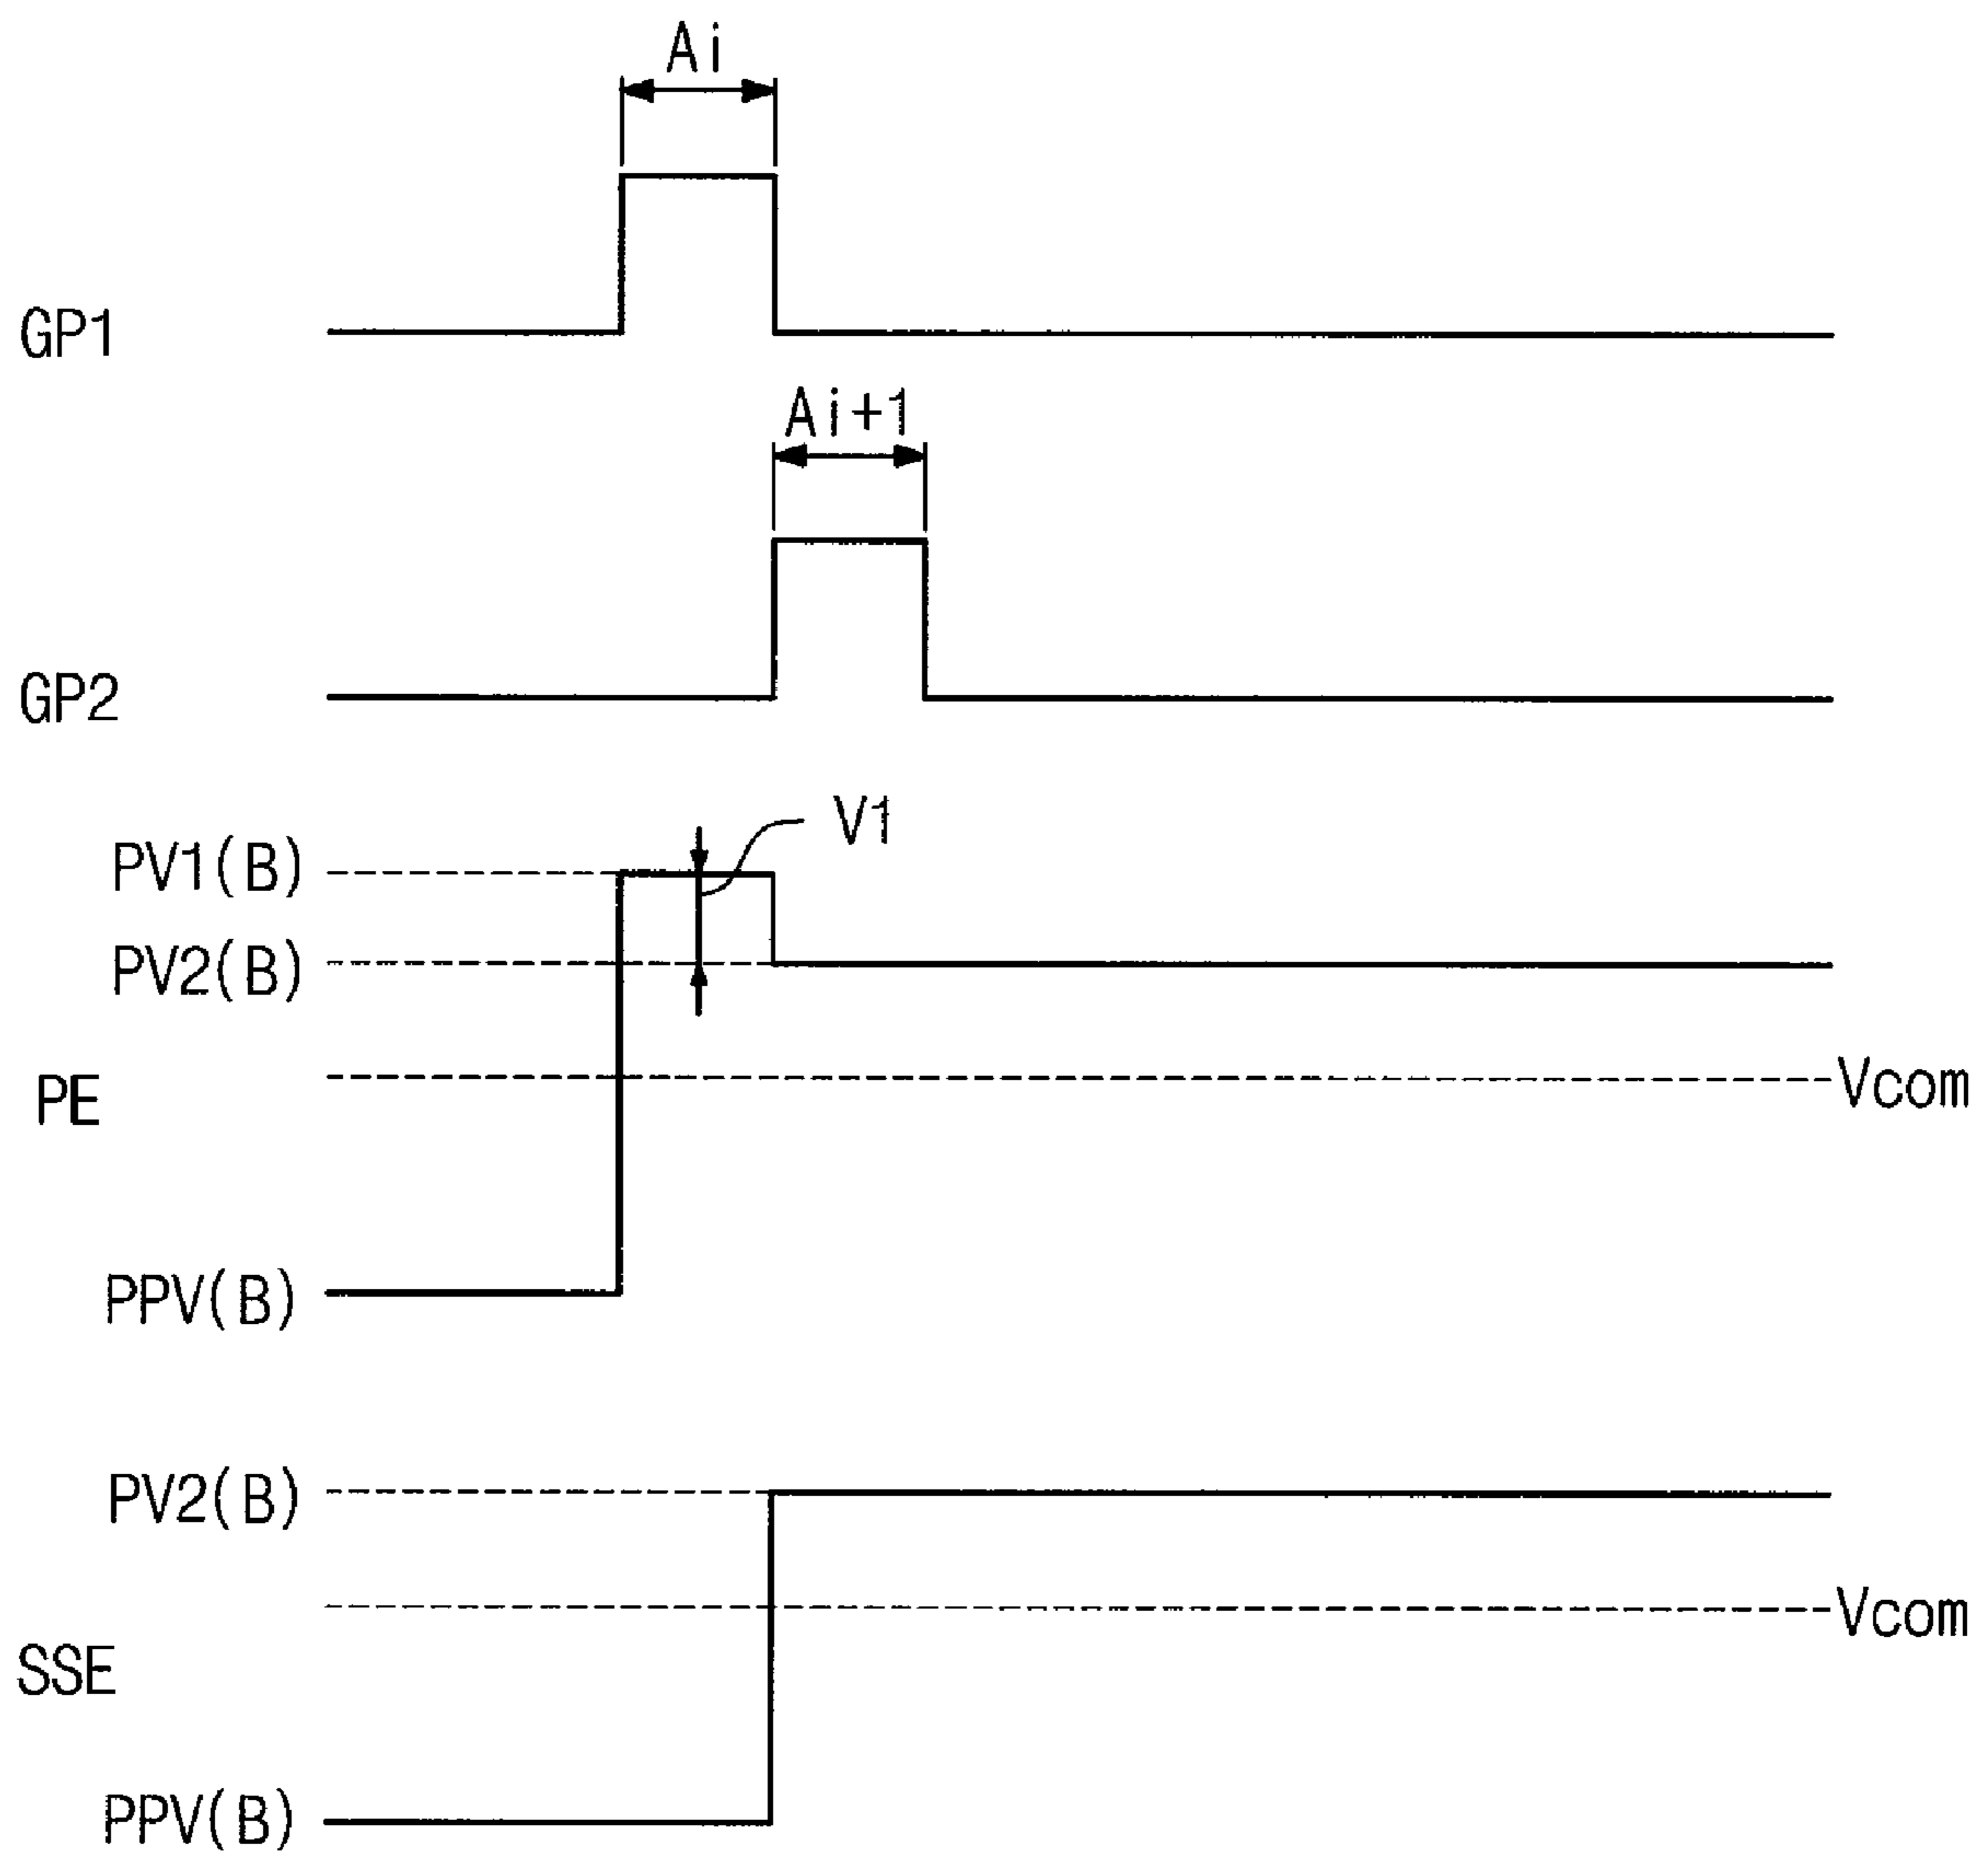 Ai
GP1
Ai+1
GP2
V1
PV1(B)
PV2(B)
Vcom
PE
PPV(B)
PV2(B)
Vcom
SSE
PPV(B)